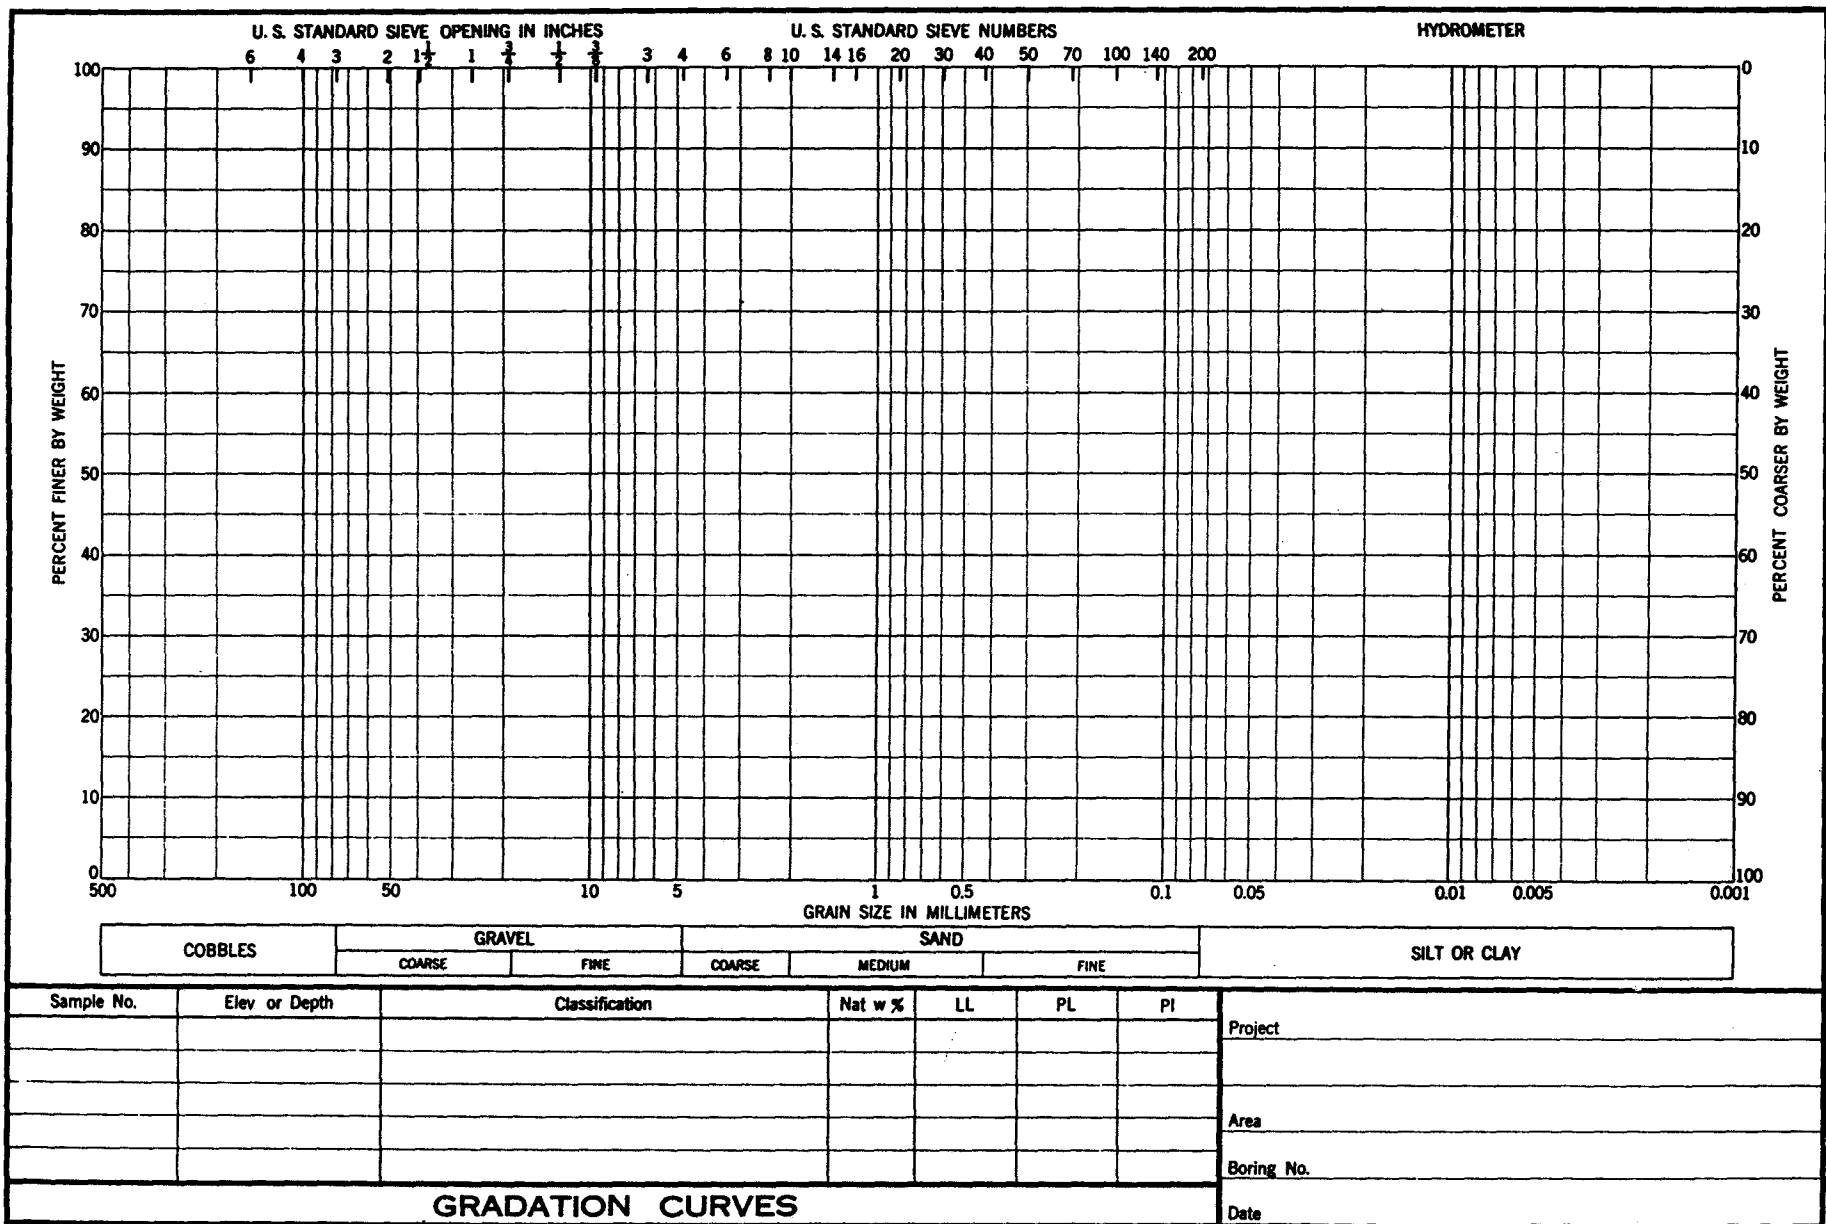 U. S. STANDARD SIEVE OPENING IN INCHES U. S. STANDARD SIEVE NUMBERS HYDROMETER
6 4 3 2 1 1/2 1 3/4 1/2 3/8 3 4 6 8 10 14 16 20 30 40 50 70 100 140 200
100 0
90 10
80 20
70 30
60 40
50 50
40 60
30 70
20 80
10 90
0 100
PERCENT FINER BY WEIGHT
PERCENT COARSER BY WEIGHT
500 100 50 10 5 1 0.5 0.1 0.05 0.01 0.005 0.001
GRAIN SIZE IN MILLIMETERS
COBBLES GRAVEL SAND SILT OR CLAY
COARSE FINE COARSE MEDIUM FINE
Sample No. Elev or Depth Classification Nat w % LL PL PI
Project
Area
Boring No.
GRADATION CURVES
Date